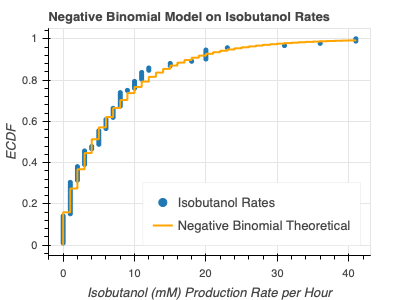 Negative Binomial Model on Isobutanol Rates
1
0.8
0.6
0.4
0.2
0
ECDF
Isobutanol Rates
Negative Binomial Theoretical
0 10 20 30 40
Isobutanol (mM) Production Rate per Hour